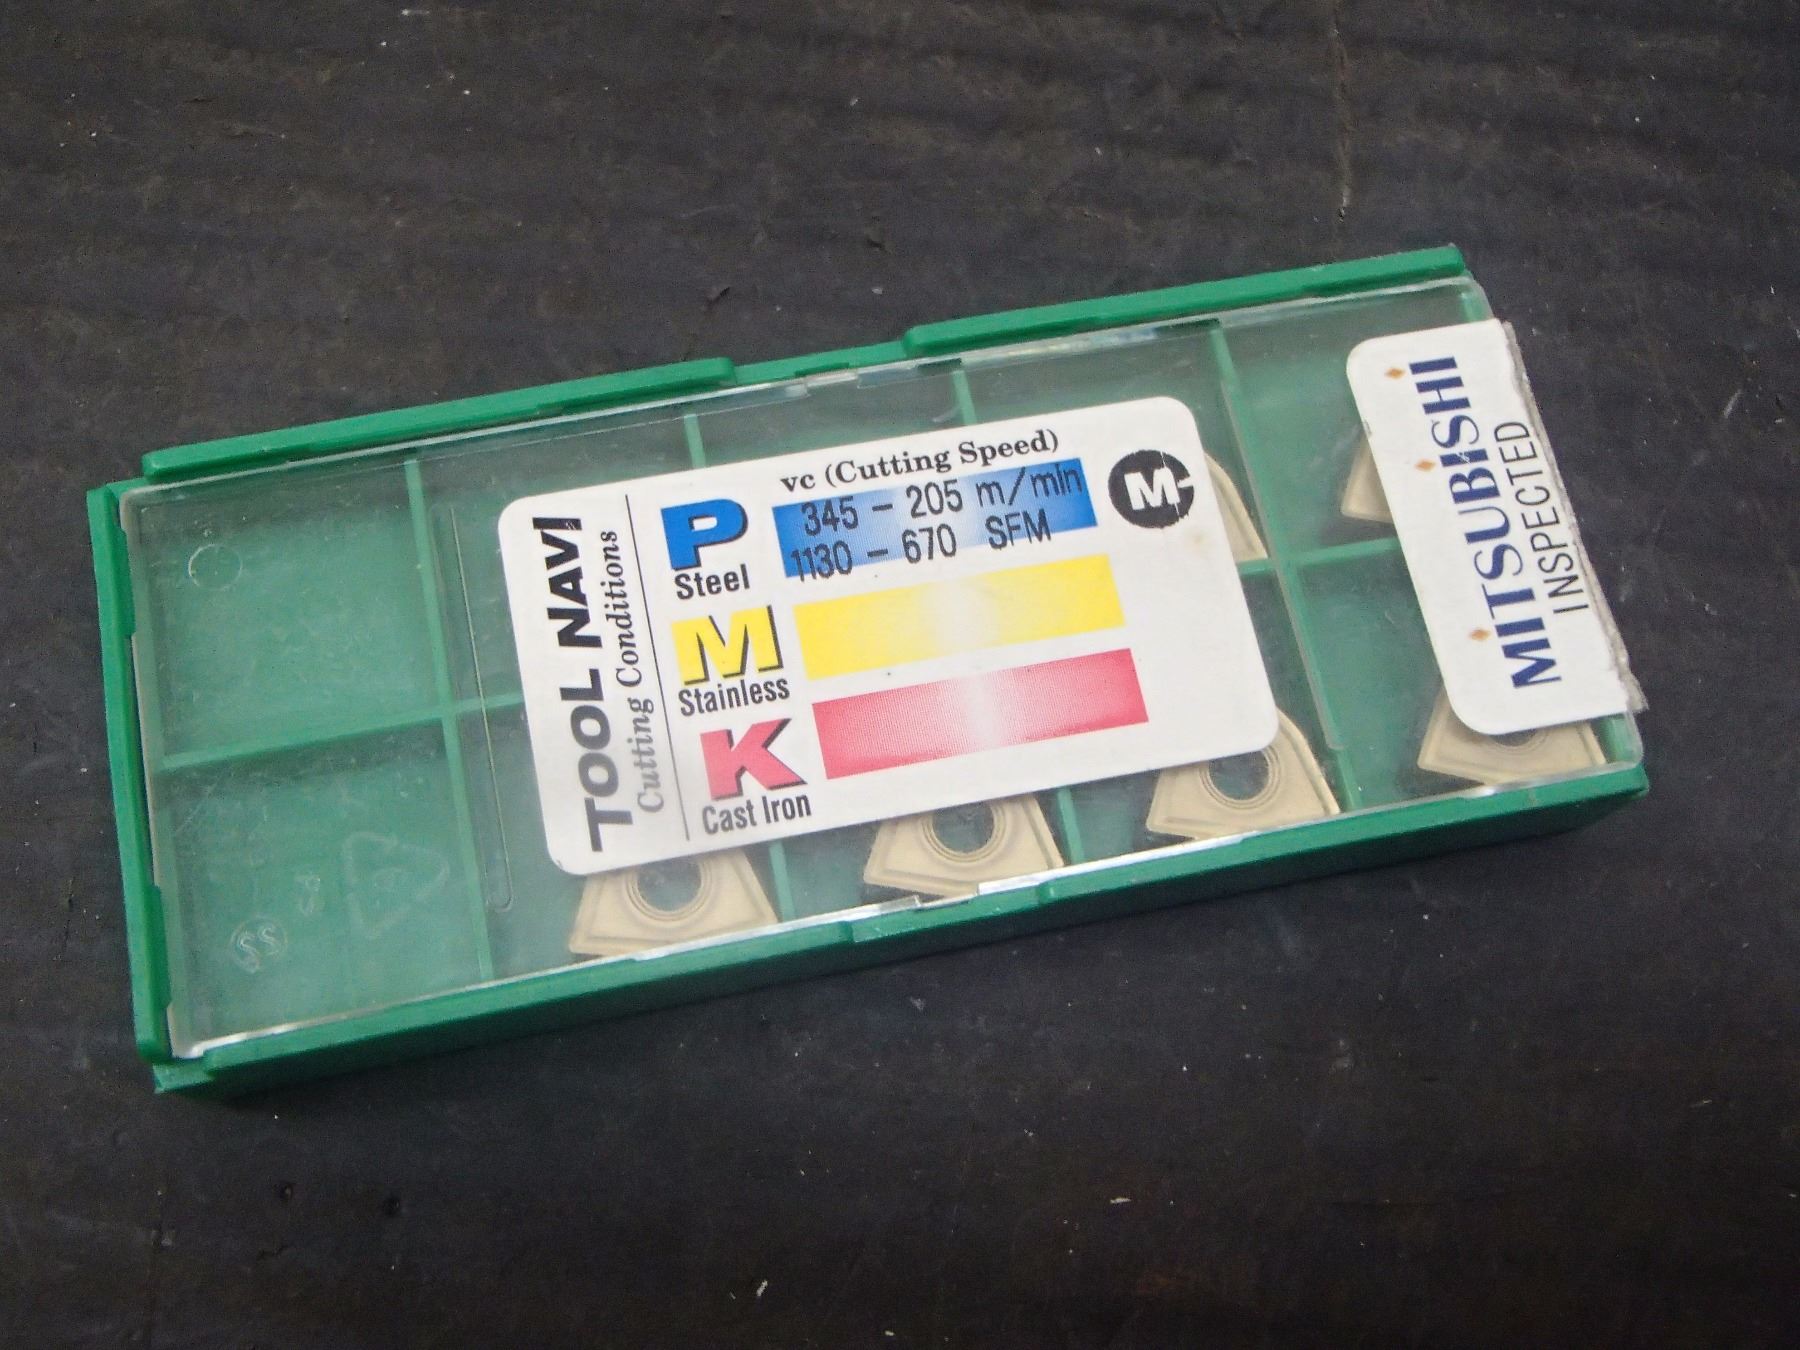 TOOL NAVI
Cutting Conditions
vc (Cutting Speed)
P
Steel
345 - 205 m/min
1130 - 670 SFM
M
Stainless
K
Cast Iron
M
MITSUBISHI
INSPECTED
SS